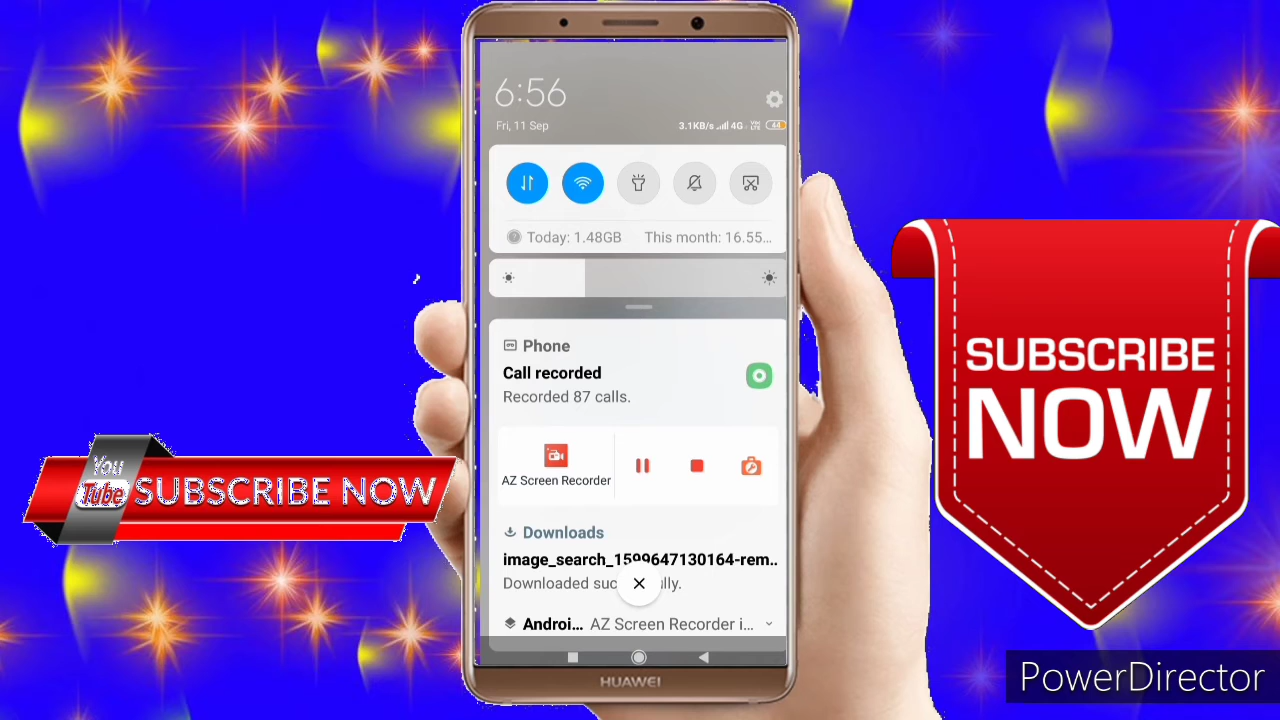 6:56
Fri, 11 Sep
3.1KB/s 4G 44
Today: 1.48GB This month: 16.55...
Phone
Call recorded
Recorded 87 calls.
AZ Screen Recorder
Downloads
image_search_1599647130164-rem..
Downloaded suc ully.
Androi... AZ Screen Recorder i...
HUAWEI
You
Tube
SUBSCRIBE NOW
SUBSCRIBE
NOW
PowerDirector